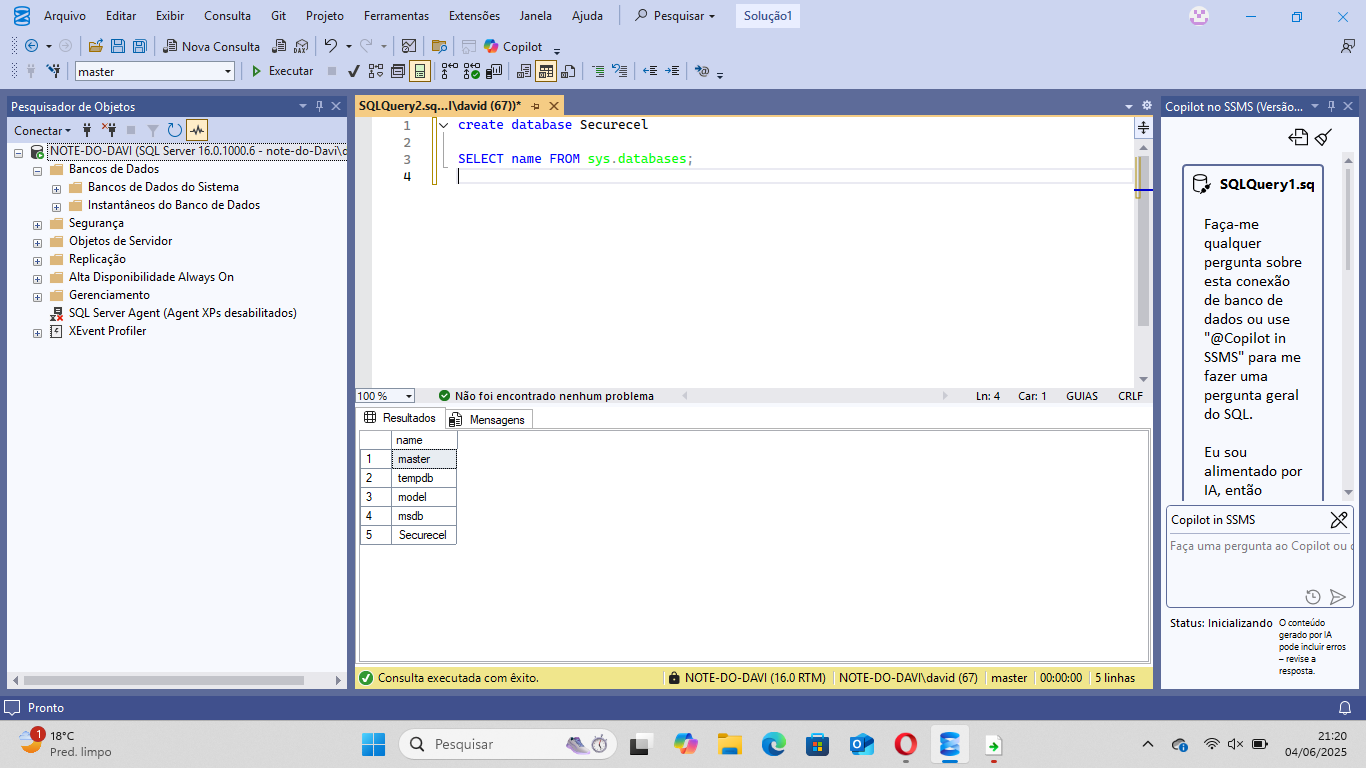 Arquivo Editar Exibir Consulta Git Projeto Ferramentas Extensões Janela Ajuda Pesquisar Solução1
Nova Consulta DAX Copilot
master Executar
Pesquisador de Objetos
Conectar
NOTE-DO-DAVI (SQL Server 16.0.1000.6 - note-do-Davi\d
Bancos de Dados
Bancos de Dados do Sistema
Instantâneos do Banco de Dados
Segurança
Objetos de Servidor
Replicação
Alta Disponibilidade Always On
Gerenciamento
SQL Server Agent (Agent XPs desabilitados)
XEvent Profiler
SQLQuery2.sq...l\david (67))*
1 create database Securecel
2
3 SELECT name FROM sys.databases;
4
100 % Não foi encontrado nenhum problema Ln: 4 Car: 1 GUIAS CRLF
Resultados Mensagens
name
1 master
2 tempdb
3 model
4 msdb
5 Securecel
Consulta executada com êxito. NOTE-DO-DAVI (16.0 RTM) NOTE-DO-DAVI\david (67) master 00:00:00 5 linhas
Copilot no SSMS (Versão...
SQLQuery1.sq
Faça-me
qualquer
pergunta sobre
esta conexão
de banco de
dados ou use
"@Copilot in
SSMS" para me
fazer uma
pergunta geral
do SQL.
Eu sou
alimentado por
IA, então
Copilot in SSMS
Faça uma pergunta ao Copilot ou d
Status: Inicializando
O conteúdo
gerado por IA
pode incluir erros
– revise a
resposta.
Pronto
1
18°C
Pred. limpo
Pesquisar
21:20
04/06/2025